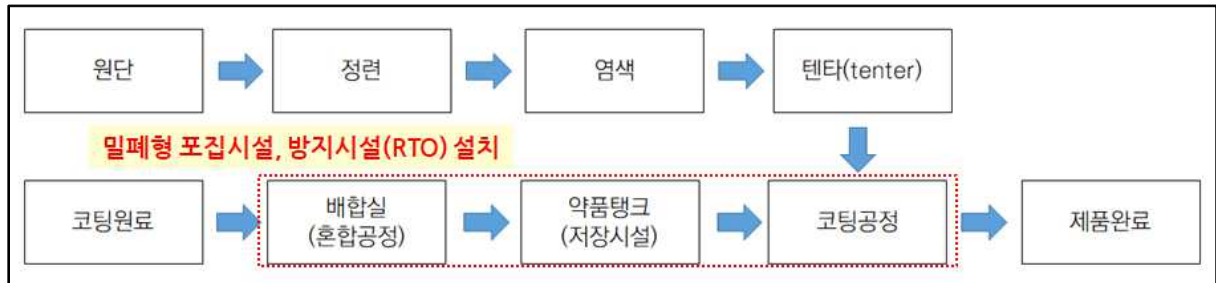 원단
정련
염색
텐타(tenter)
밀폐형 포집시설, 방지시설(RTO) 설치
코팅원료
배합실
(혼합공정)
약품탱크
(저장시설)
코팅공정
제품완료